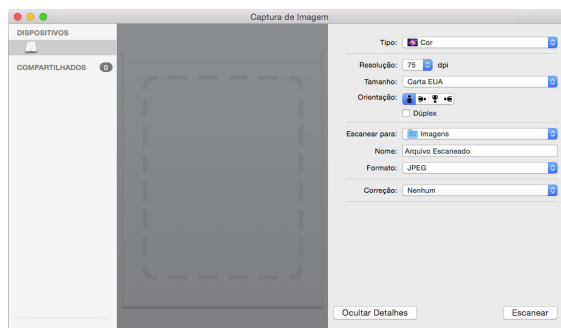 Captura de Imagem
DISPOSITIVOS
COMPARTILHADOS 0
Tipo: Cor
Resolução: 75 dpi
Tamanho: Carta EUA
Orientação:
Dúplex
Escanear para: Imagens
Nome: Arquivo Escaneado
Formato: JPEG
Correção: Nenhum
Ocultar Detalhes Escanear